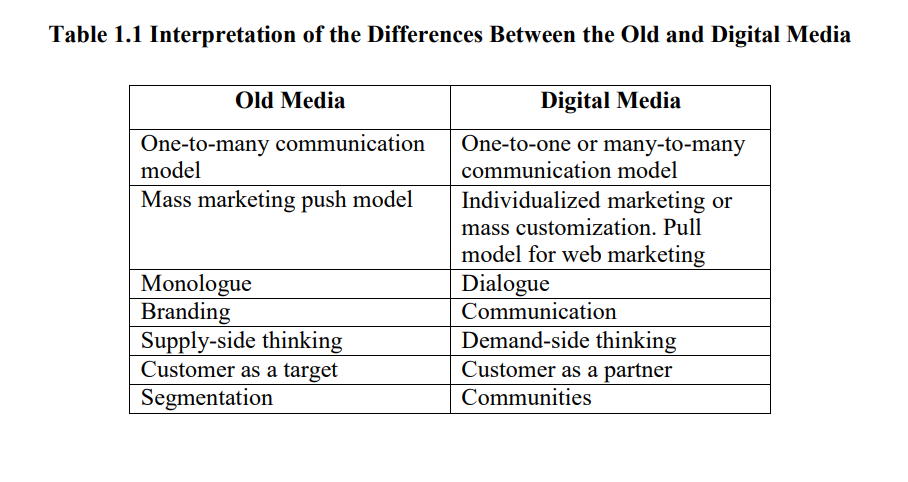 Table 1.1 Interpretation of the Differences Between the Old and Digital Media
Old Media
Digital Media
One-to-many communication
model
One-to-one or many-to-many
communication model
Mass marketing push model
Individualized marketing or
mass customization. Pull
model for web marketing
Monologue
Dialogue
Branding
Communication
Supply-side thinking
Demand-side thinking
Customer as a target
Customer as a partner
Segmentation
Communities